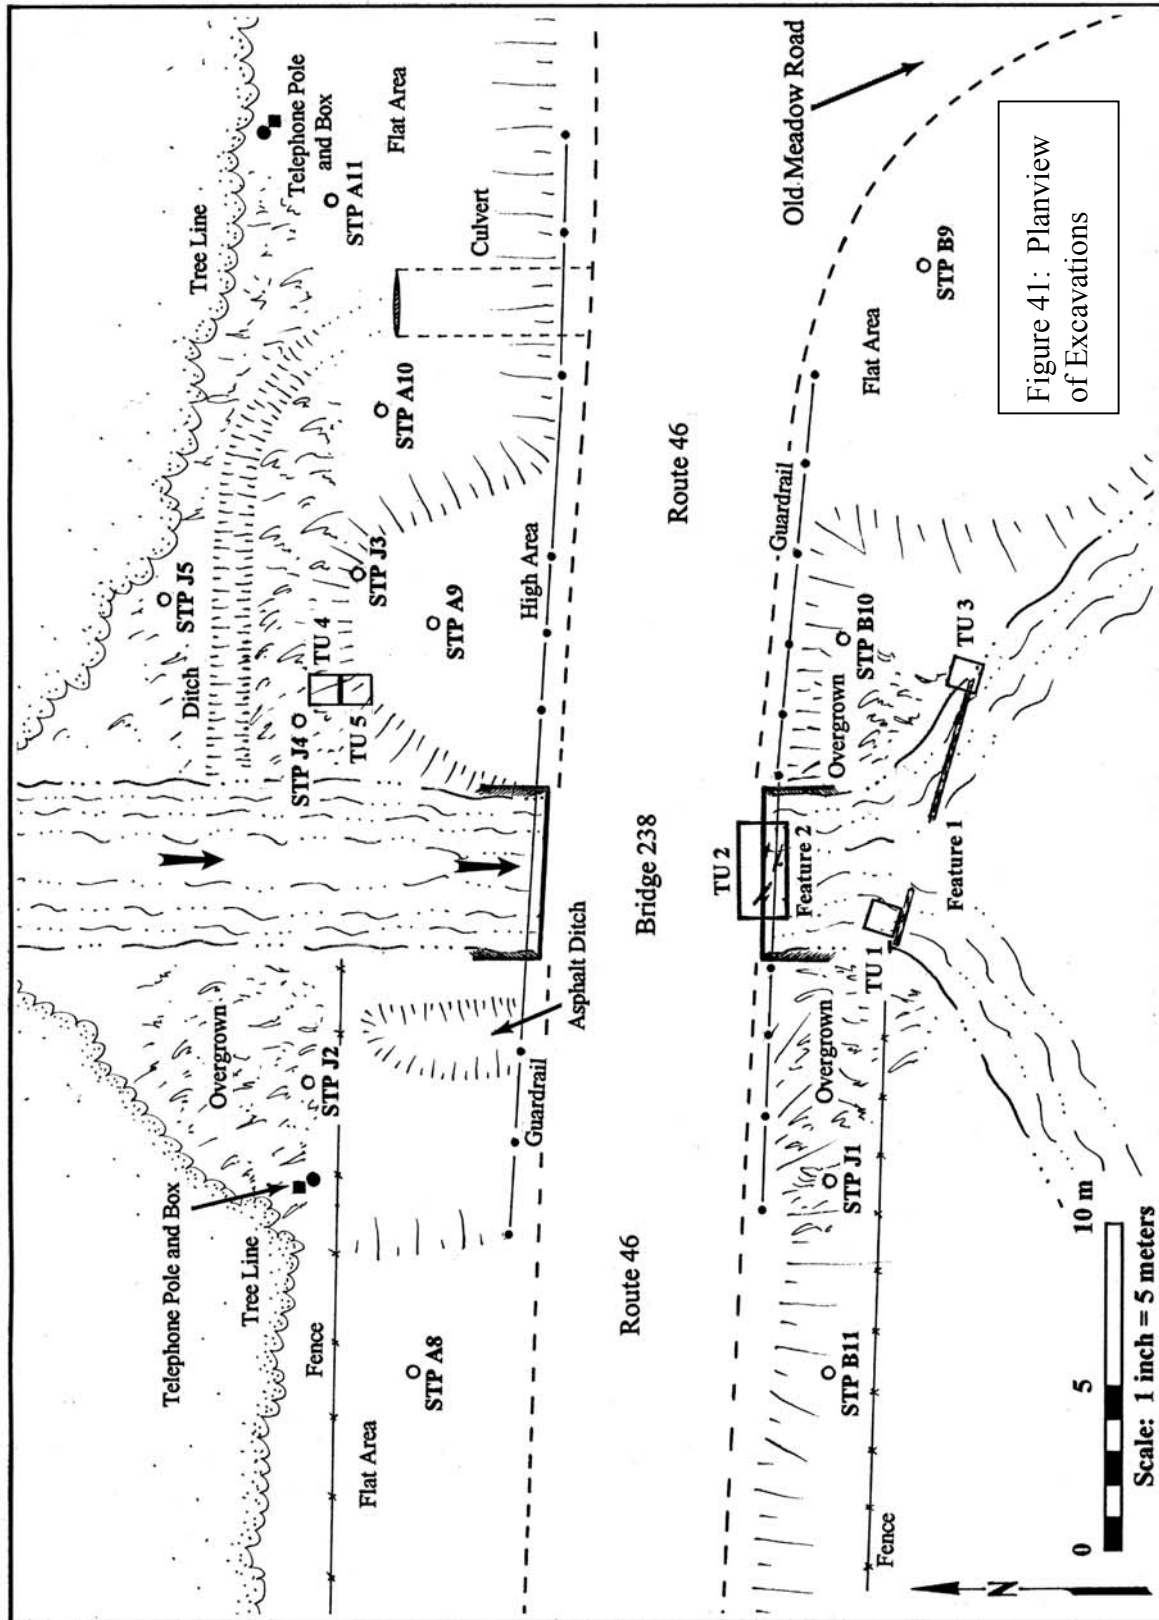 Tree Line
Telephone Pole
and Box
STP A11
Flat Area
Culvert
STP A10
STP J5
Ditch
TU 4
STP J3
STP J4
TU 5
STP A9
High Area
Overgrown
STP J2
Telephone Pole and Box
Tree Line
Fence
Flat Area
STP A8
Guardrail
Asphalt Ditch
Route 46
Bridge 238
Route 46
Old Meadow Road
Guardrail
Flat Area
STP B9
TU 2
Feature 2
Overgrown
STP B10
TU 3
Feature 1
TU 1
Overgrown
STP J1
STP B11
Fence
N
0
5
10 m
Scale: 1 inch = 5 meters
Figure 41: Planview
of Excavations